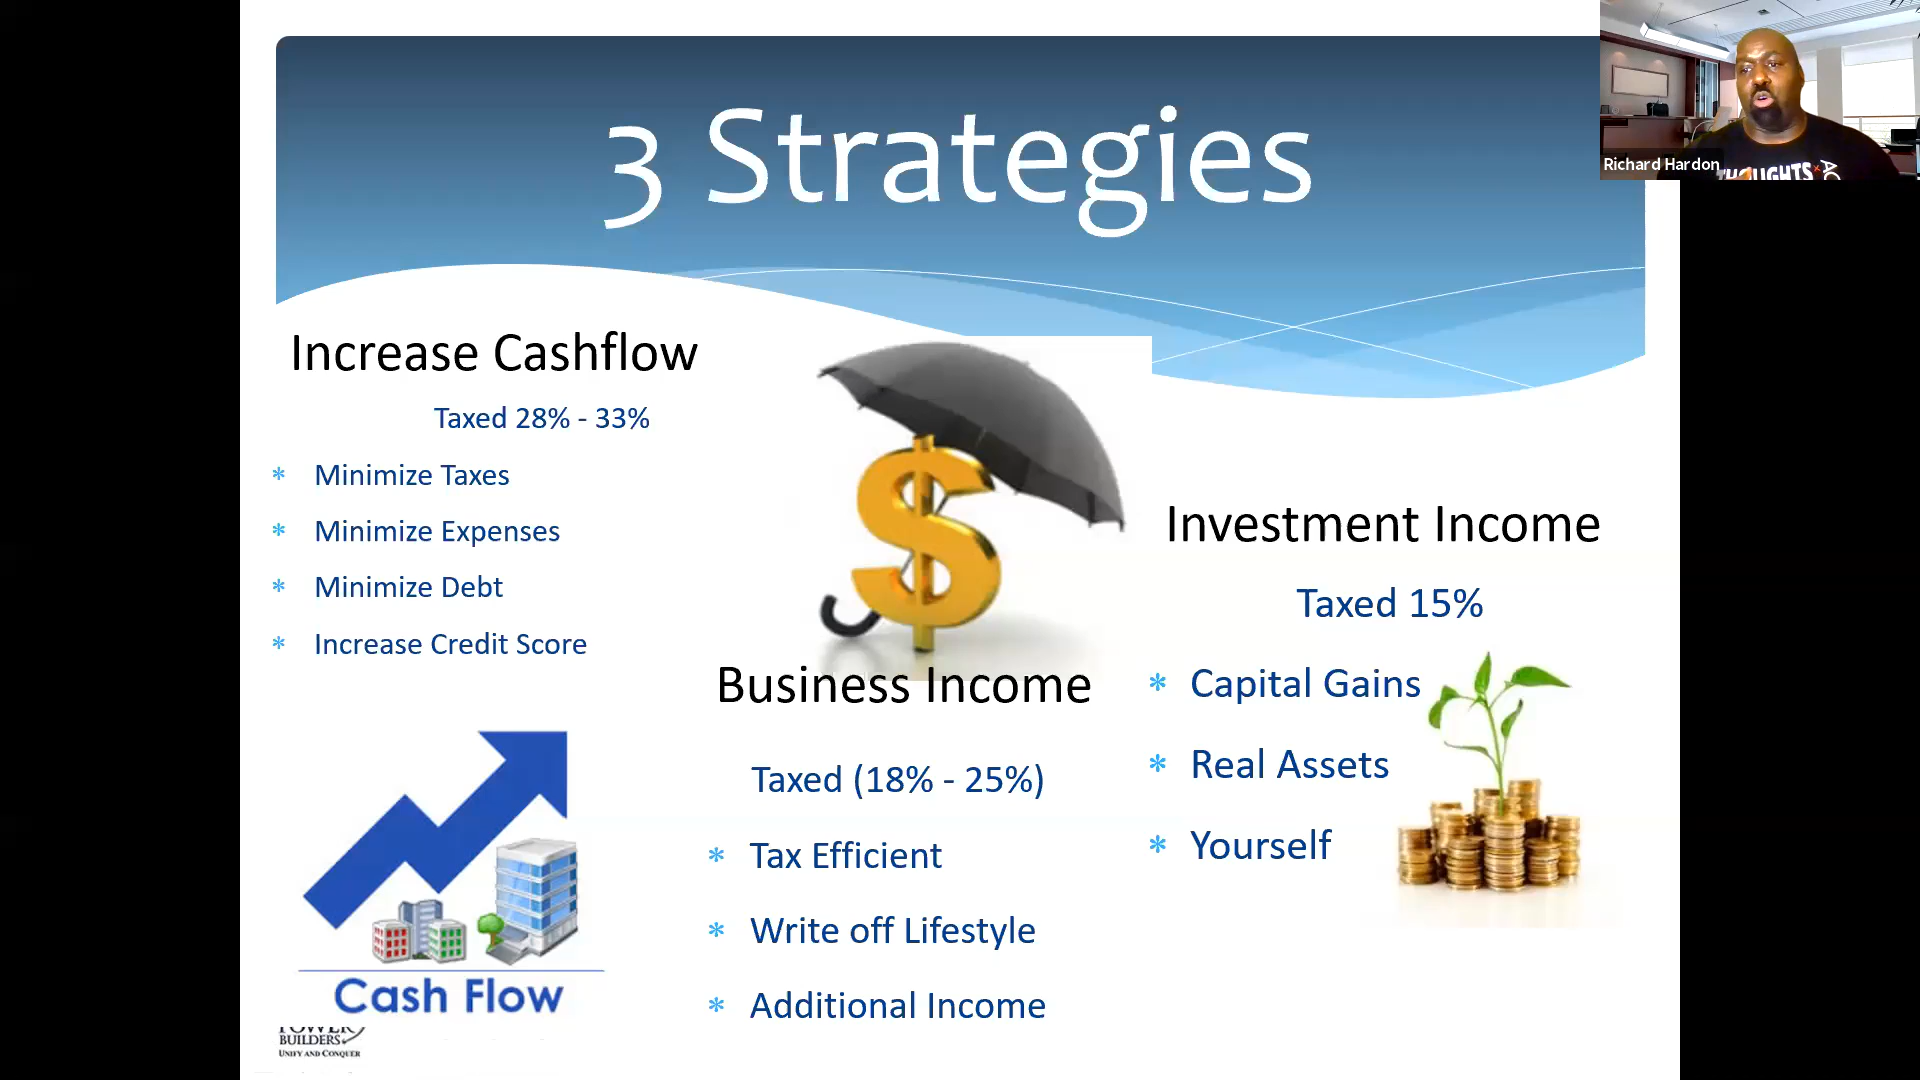 3 Strategies
Richard Hardon
Increase Cashflow
Taxed 28% - 33%
* Minimize Taxes
* Minimize Expenses
* Minimize Debt
* Increase Credit Score
Cash Flow
BUILDERS
UNIFY AND CONQUER
Business Income
Taxed (18% - 25%)
* Tax Efficient
* Write off Lifestyle
* Additional Income
Investment Income
Taxed 15%
* Capital Gains
* Real Assets
* Yourself